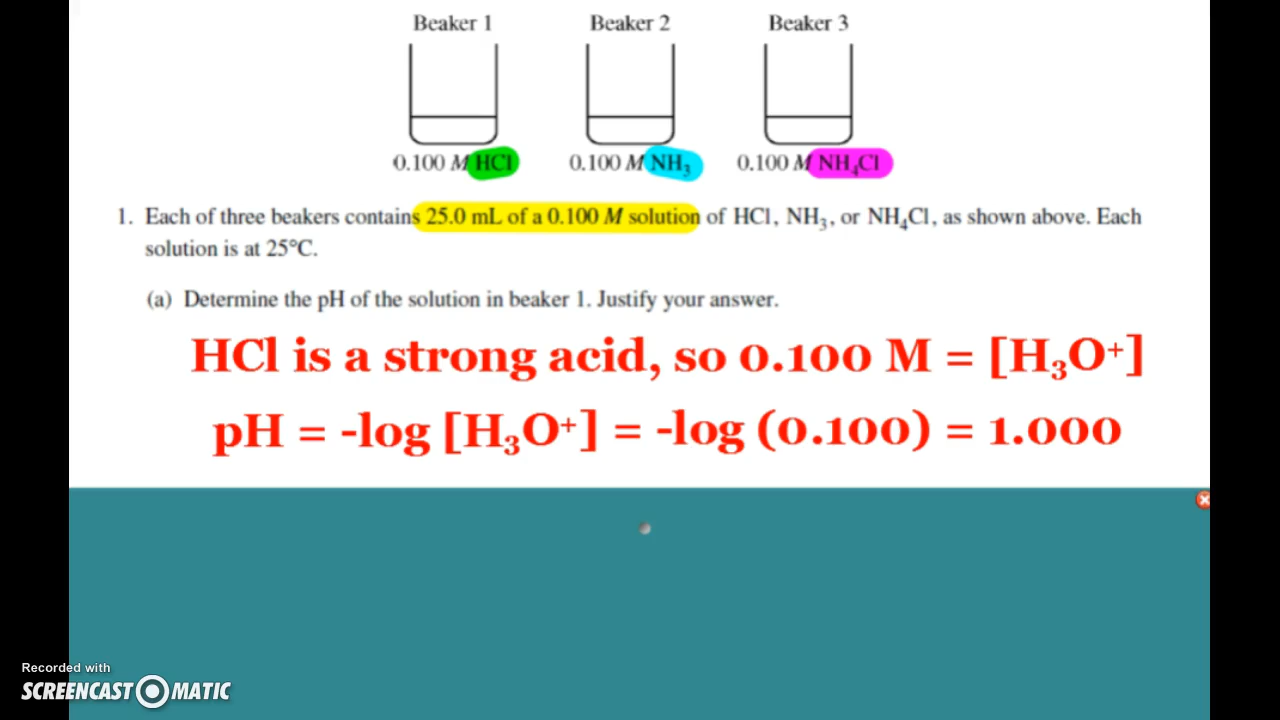 Beaker 1 Beaker 2 Beaker 3
0.100 M HCl 0.100 M NH₃ 0.100 M NH₄Cl
1. Each of three beakers contains 25.0 mL of a 0.100 M solution of HCl, NH₃, or NH₄Cl, as shown above. Each
solution is at 25°C.
(a) Determine the pH of the solution in beaker 1. Justify your answer.
HCl is a strong acid, so 0.100 M = [H₃O⁺]
pH = -log [H₃O⁺] = -log (0.100) = 1.000
Recorded with
SCREENCAST MATIC